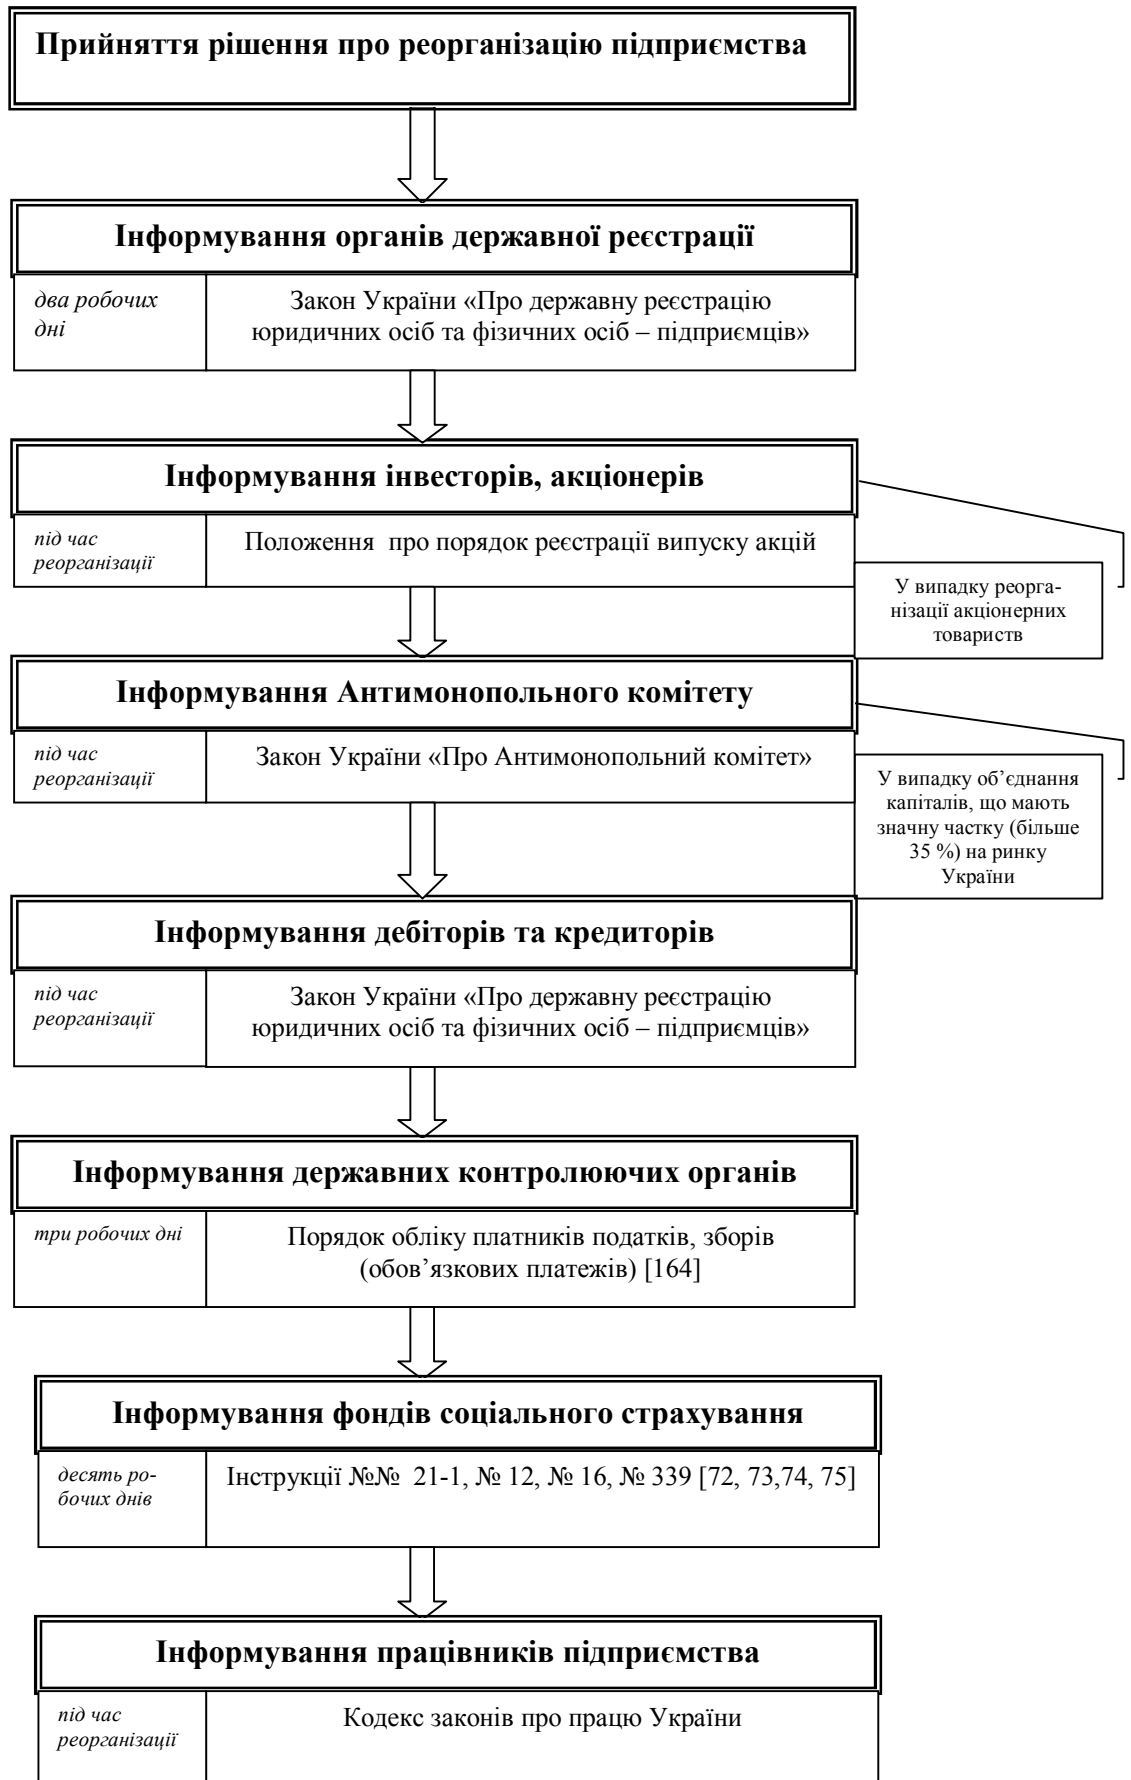 Прийняття рішення про реорганізацію підприємства
Інформування органів державної реєстрації
два робочих
дні
Закон України «Про державну реєстрацію
юридичних осіб та фізичних осіб – підприємців»
Інформування інвесторів, акціонерів
під час
реорганізації
Положення  про порядок реєстрації випуску акцій
У випадку реорга-
нізації акціонерних
товариств
Інформування Антимонопольного комітету
під час
реорганізації
Закон України «Про Антимонопольний комітет»
У випадку об’єднання
капіталів, що мають
значну частку (більше
35 %) на ринку
України
Інформування дебіторів та кредиторів
під час
реорганізації
Закон України «Про державну реєстрацію
юридичних осіб та фізичних осіб – підприємців»
Інформування державних контролюючих органів
три робочих дні
Порядок обліку платників податків, зборів
(обов’язкових платежів) [164]
Інформування фондів соціального страхування
десять ро-
бочих днів
Інструкції №№  21-1, № 12, № 16, № 339 [72, 73,74, 75]
Інформування працівників підприємства
під час
реорганізації
Кодекс законів про працю України